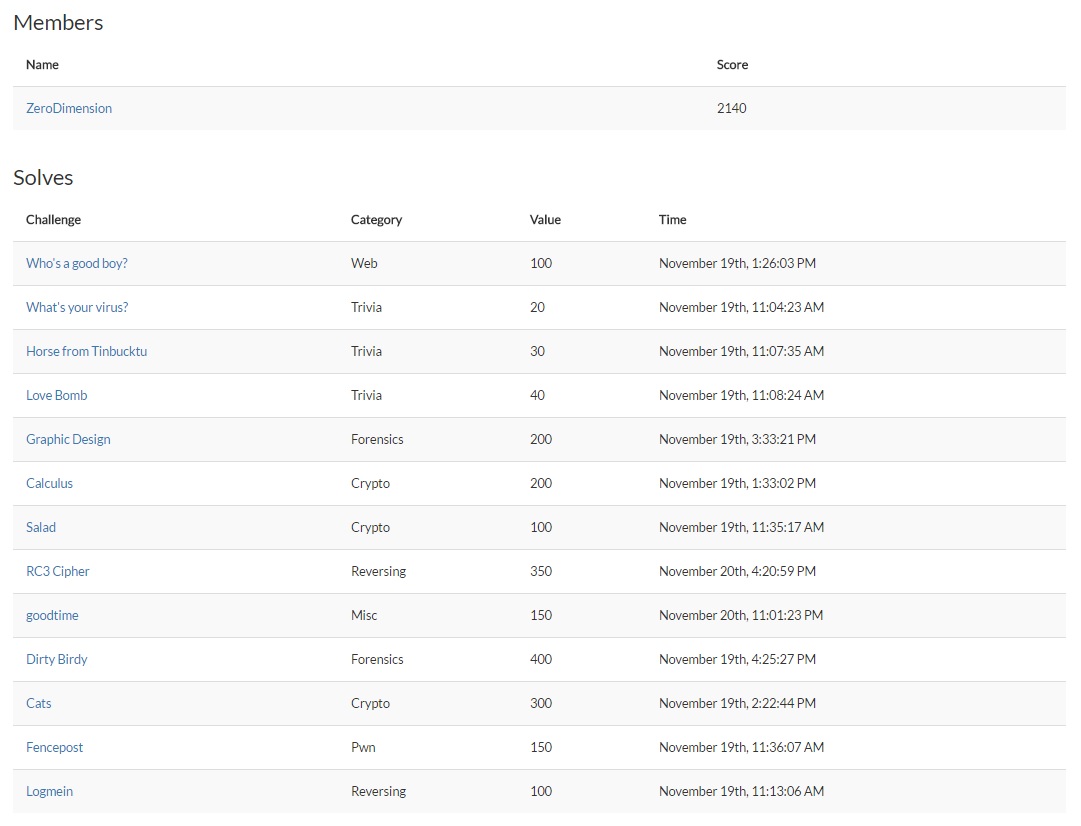 Members
Name Score
ZeroDimension 2140
Solves
Challenge Category Value Time
Who's a good boy? Web 100 November 19th, 1:26:03 PM
What's your virus? Trivia 20 November 19th, 11:04:23 AM
Horse from Tinbucktu Trivia 30 November 19th, 11:07:35 AM
Love Bomb Trivia 40 November 19th, 11:08:24 AM
Graphic Design Forensics 200 November 19th, 3:33:21 PM
Calculus Crypto 200 November 19th, 1:33:02 PM
Salad Crypto 100 November 19th, 11:35:17 AM
RC3 Cipher Reversing 350 November 20th, 4:20:59 PM
goodtime Misc 150 November 20th, 11:01:23 PM
Dirty Birdy Forensics 400 November 19th, 4:25:27 PM
Cats Crypto 300 November 19th, 2:22:44 PM
Fencepost Pwn 150 November 19th, 11:36:07 AM
Logmein Reversing 100 November 19th, 11:13:06 AM